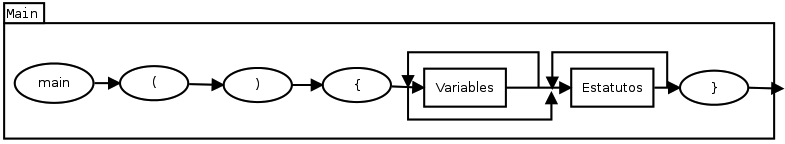 Main
main ( ) { Variables Estatutos }